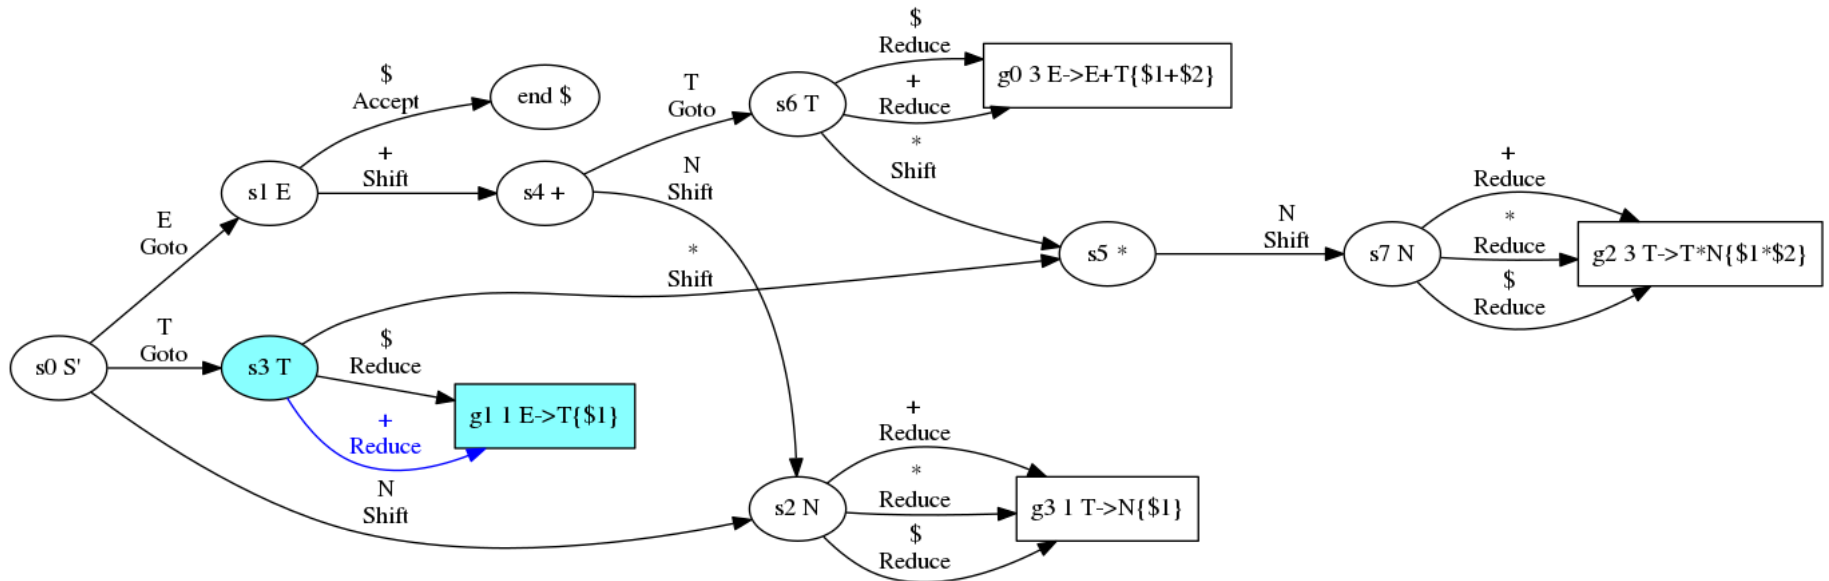 $
Reduce
g0 3 E->E+T{$1+$2}
+
Reduce
$
Accept
end $
T
Goto
s6 T
*
Shift
+
Shift
s1 E
s4 +
N
Shift
E
Goto
*
Shift
s5 *
N
Shift
s7 N
+
Reduce
*
Reduce
$
Reduce
g2 3 T->T*N{$1*$2}
s0 S'
T
Goto
s3 T
$
Reduce
g1 1 E->T{$1}
+
Reduce
N
Shift
s2 N
+
Reduce
*
Reduce
$
Reduce
g3 1 T->N{$1}